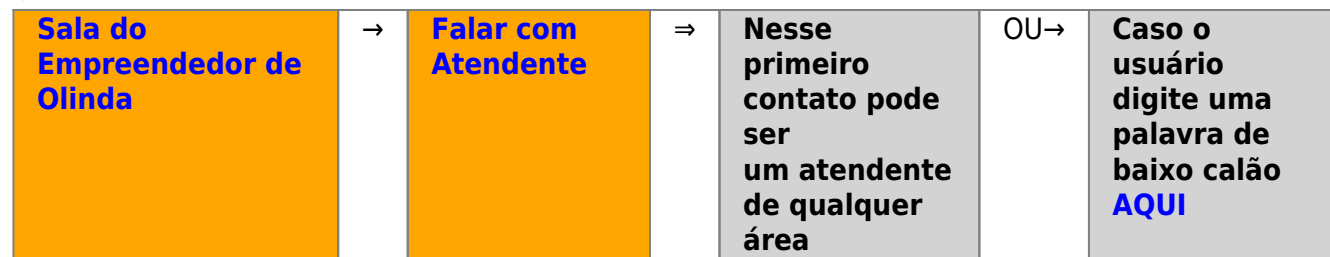 Sala do
Empreendedor de
Olinda
→
Falar com
Atendente
⇒
Nesse
primeiro
contato pode
ser
um atendente
de qualquer
área
OU→
Caso o
usuário
digite uma
palavra de
baixo calão
AQUI